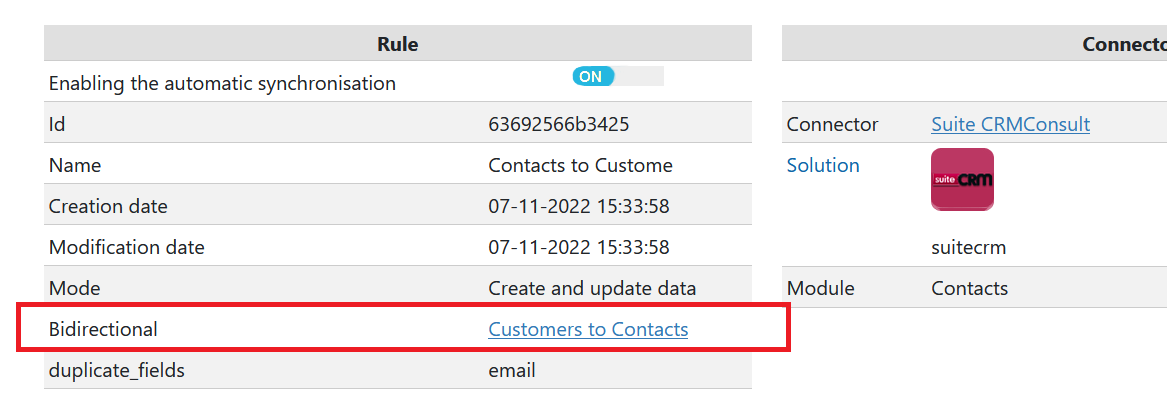 Rule
Enabling the automatic synchronisation ON
Id 63692566b3425
Name Contacts to Custome
Creation date 07-11-2022 15:33:58
Modification date 07-11-2022 15:33:58
Mode Create and update data
Bidirectional Customers to Contacts
duplicate_fields email
Connecto
Connector Suite CRMConsult
Solution
suite CRM
suitecrm
Module Contacts